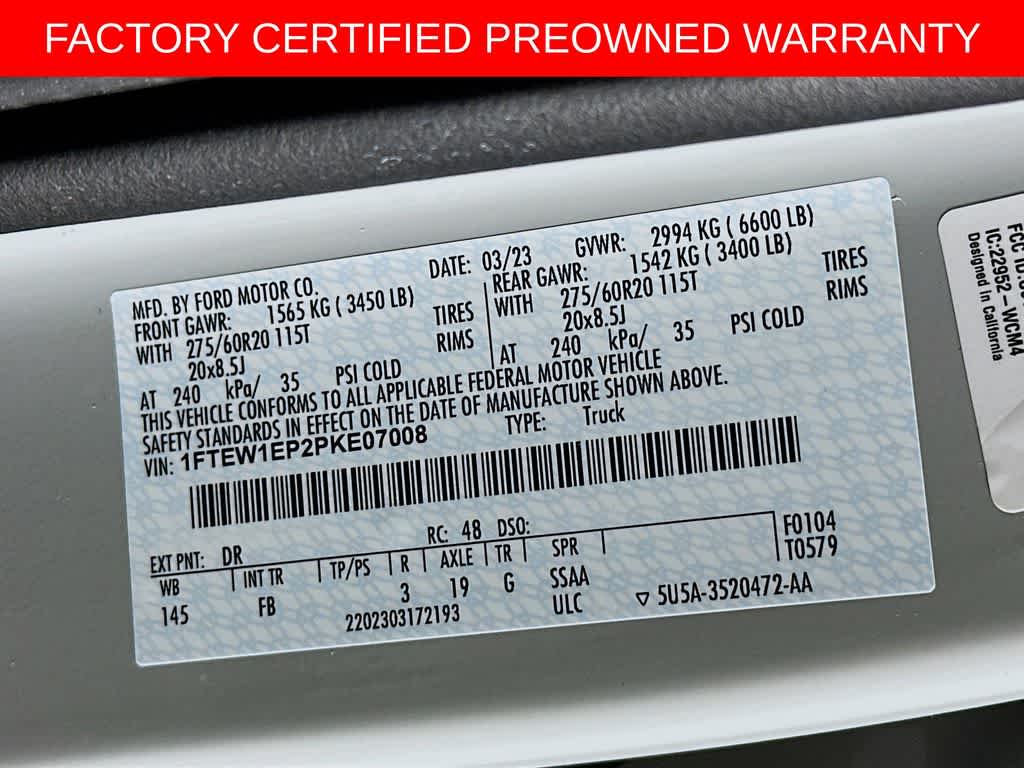 FACTORY CERTIFIED PREOWNED WARRANTY
MFD. BY FORD MOTOR CO.
DATE: 03/23 GVWR: 2994 KG ( 6600 LB)
FRONT GAWR: 1565 KG ( 3450 LB) REAR GAWR: 1542 KG ( 3400 LB)
WITH 275/60R20 115T TIRES WITH 275/60R20 115T TIRES
20x8.5J RIMS 20x8.5J RIMS
AT 240 kPa/ 35 PSI COLD AT 240 kPa/ 35 PSI COLD
THIS VEHICLE CONFORMS TO ALL APPLICABLE FEDERAL MOTOR VEHICLE
SAFETY STANDARDS IN EFFECT ON THE DATE OF MANUFACTURE SHOWN ABOVE.
VIN: 1FTEW1EP2PKE07008 TYPE: Truck
EXT PNT: DR RC: 48 DSO: F0104
WB INT TR TP/PS R AXLE TR SPR T0579
145 FB 3 19 G SSAA
2202303172193 ULC 5U5A-3520472-AA
IC:22952-WCM4
Designed In California